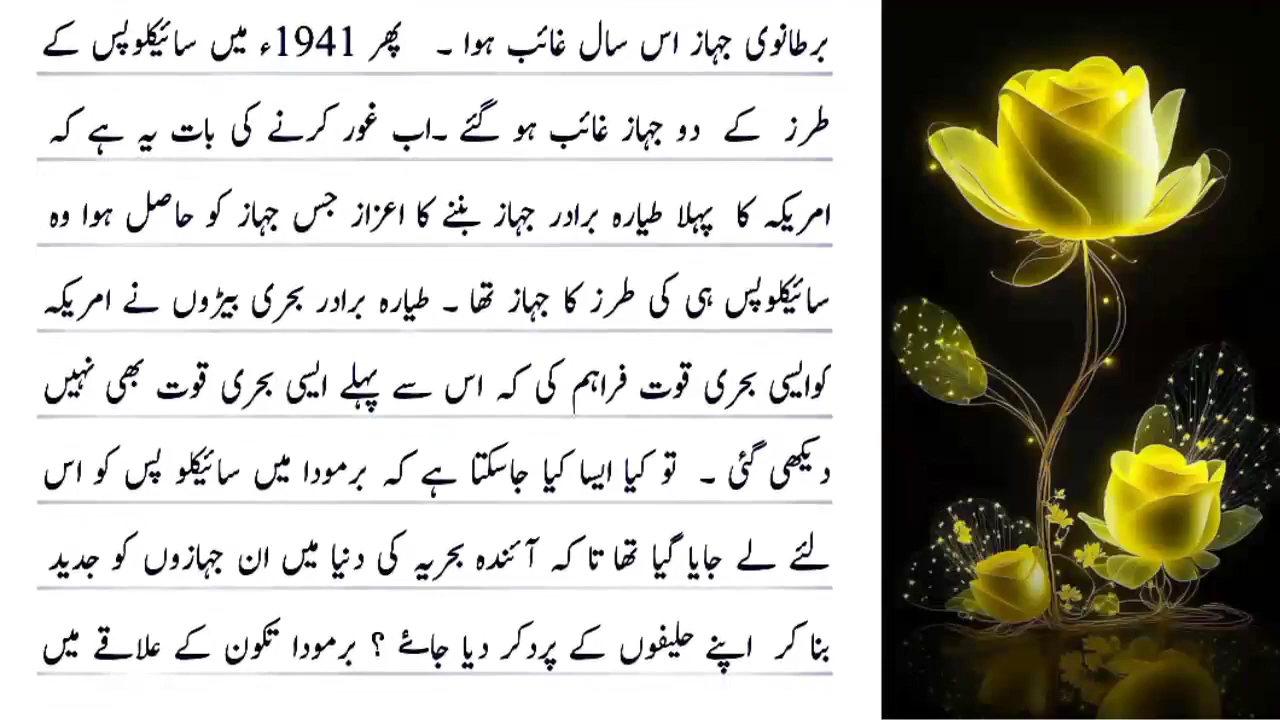 برطانوی جہاز اس سال غائب ہوا ۔ پھر 1941ء میں سائیکلوپس کے
طرز کے دو جہاز غائب ہو گئے ۔اب غور کرنے کی بات یہ ہے کہ
امریکہ کا پہلا طیارہ برادر جہاز بننے کا اعزاز جس جہاز کو حاصل ہوا وہ
سائیکلوپس ہی کی طرز کا جہاز تھا ۔ طیارہ برادر بحری بیڑوں نے امریکہ
کوایسی بحری قوت فراہم کی کہ اس سے پہلے ایسی بحری قوت بھی نہیں
دیکھی گئی ۔ تو کیا ایسا کیا جاسکتا ہے کہ برمودا میں سائیکلو پس کو اس
لئے لے جایا گیا تھا تا کہ آئندہ بحریہ کی دنیا میں ان جہازوں کو جدید
بنا کر اپنے حلیفوں کے پردکر دیا جائے ؟ برمودا تکون کے علاقے میں